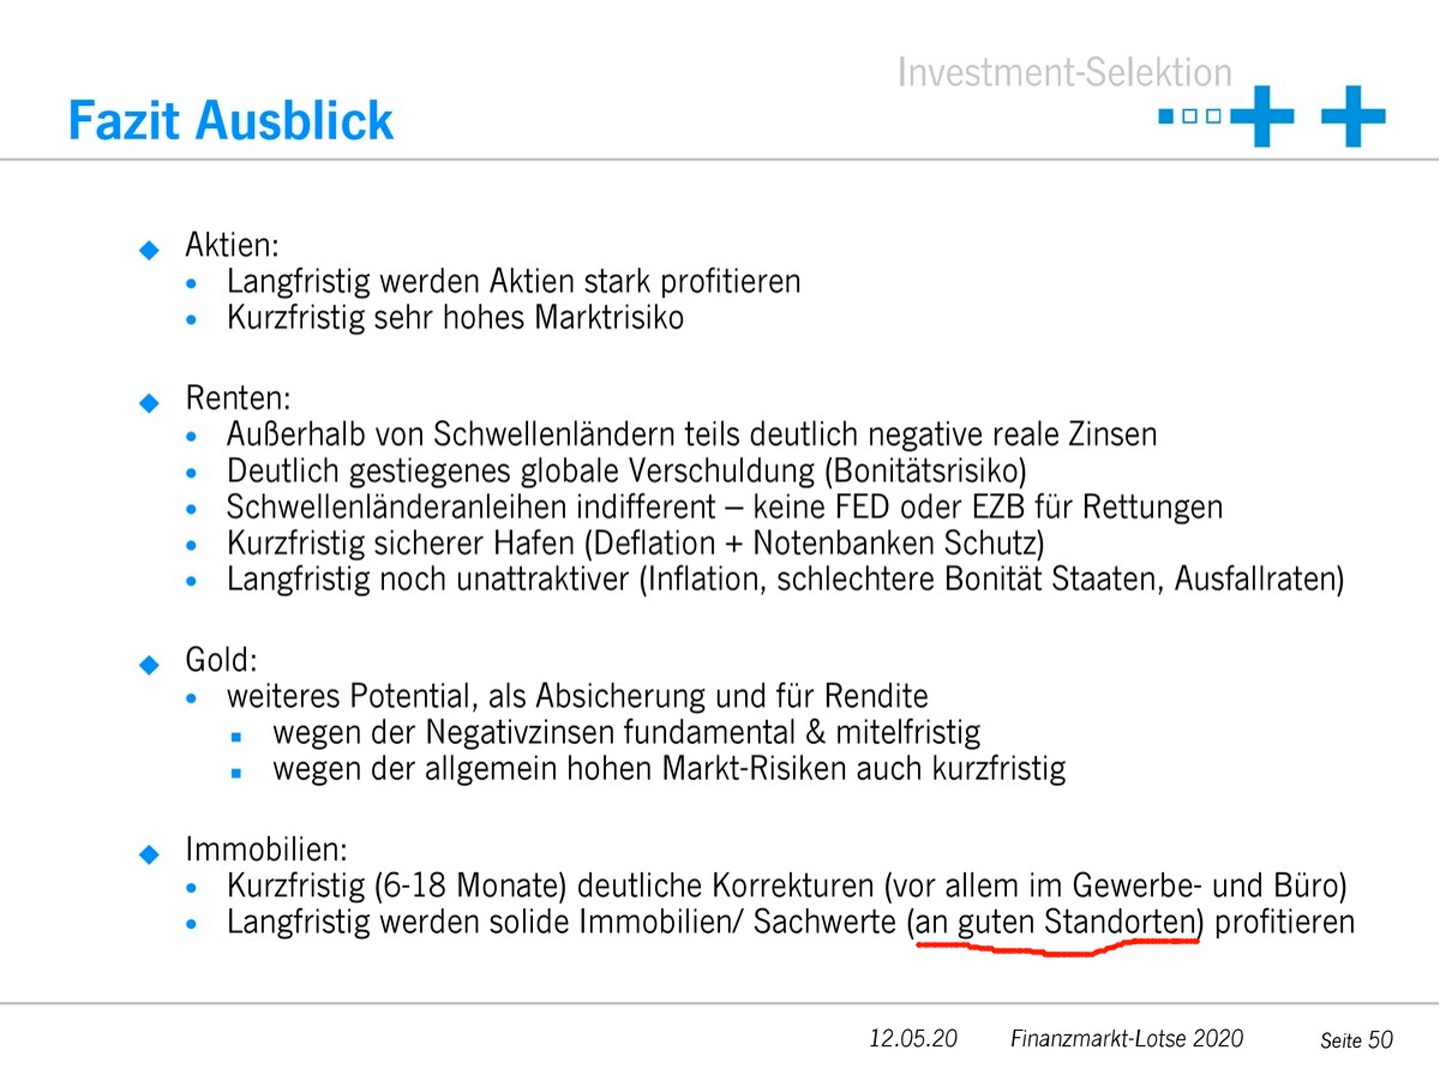 Investment-Selektion
Fazit Ausblick
Aktien:
Langfristig werden Aktien stark profitieren
Kurzfristig sehr hohes Marktrisiko
Renten:
Außerhalb von Schwellenländern teils deutlich negative reale Zinsen
Deutlich gestiegenes globale Verschuldung (Bonitätsrisiko)
Schwellenländeranleihen indifferent – keine FED oder EZB für Rettungen
Kurzfristig sicherer Hafen (Deflation + Notenbanken Schutz)
Langfristig noch unattraktiver (Inflation, schlechtere Bonität Staaten, Ausfallraten)
Gold:
weiteres Potential, als Absicherung und für Rendite
wegen der Negativzinsen fundamental & mitelfristig
wegen der allgemein hohen Markt-Risiken auch kurzfristig
Immobilien:
Kurzfristig (6-18 Monate) deutliche Korrekturen (vor allem im Gewerbe- und Büro)
Langfristig werden solide Immobilien/ Sachwerte (an guten Standorten) profitieren
12.05.20 Finanzmarkt-Lotse 2020 Seite 50